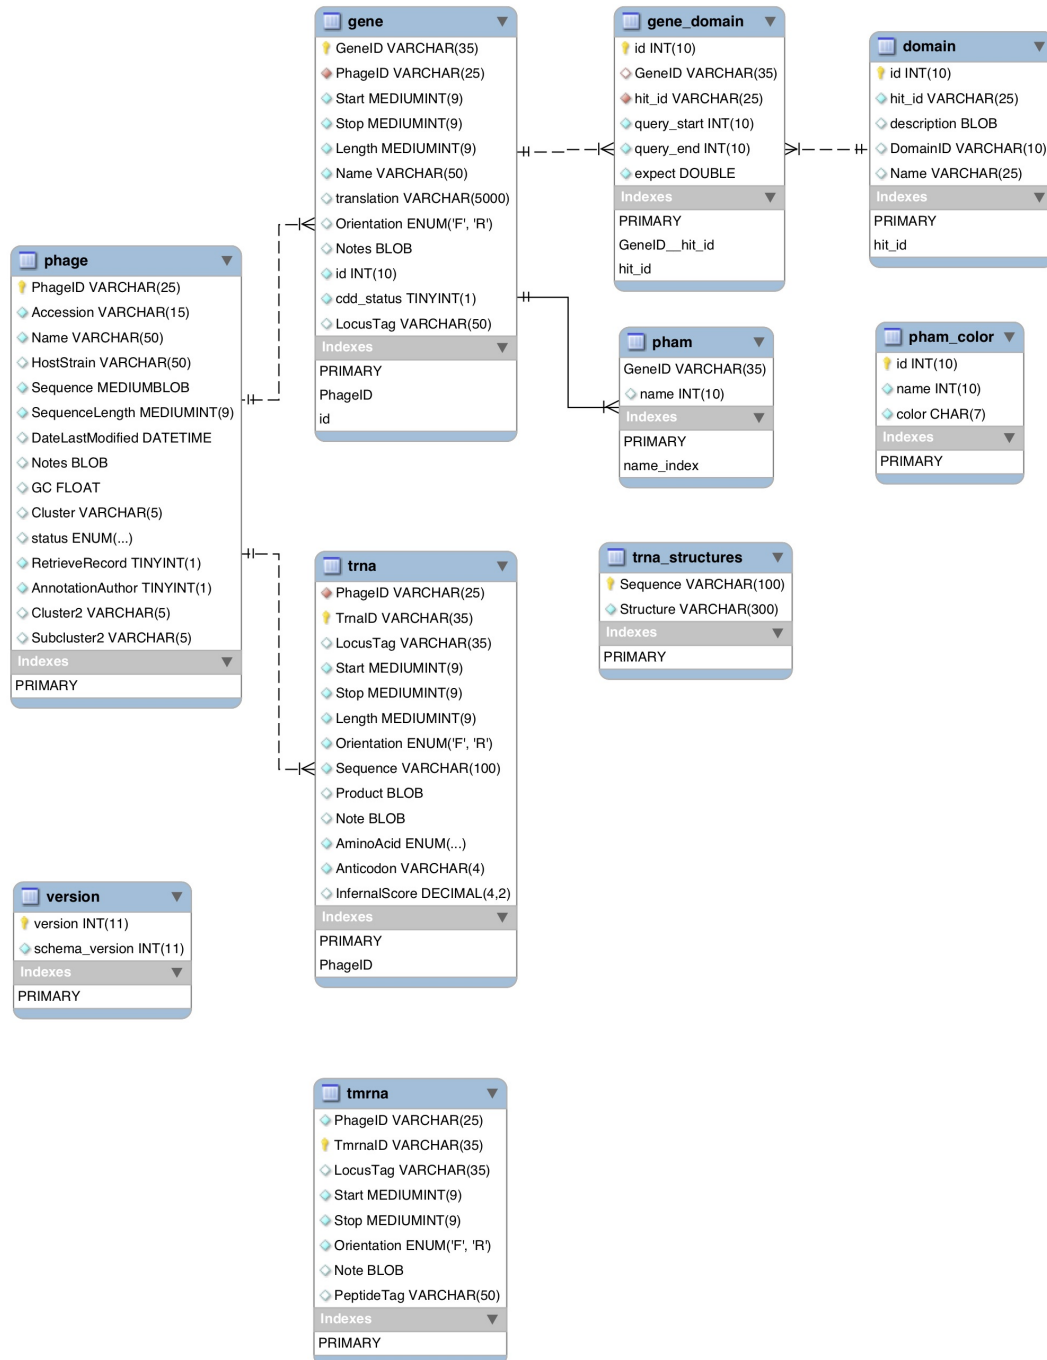 gene
GeneID VARCHAR(35)
PhageID VARCHAR(25)
Start MEDIUMINT(9)
Stop MEDIUMINT(9)
Length MEDIUMINT(9)
Name VARCHAR(50)
translation VARCHAR(5000)
Orientation ENUM('F', 'R')
Notes BLOB
id INT(10)
cdd_status TINYINT(1)
LocusTag VARCHAR(50)
Indexes
PRIMARY
PhageID
id
gene_domain
id INT(10)
GeneID VARCHAR(35)
hit_id VARCHAR(25)
query_start INT(10)
query_end INT(10)
expect DOUBLE
Indexes
PRIMARY
GeneID__hit_id
hit_id
domain
id INT(10)
hit_id VARCHAR(25)
description BLOB
DomainID VARCHAR(10)
Name VARCHAR(25)
Indexes
PRIMARY
hit_id
phage
PhageID VARCHAR(25)
Accession VARCHAR(15)
Name VARCHAR(50)
HostStrain VARCHAR(50)
Sequence MEDIUMBLOB
SequenceLength MEDIUMINT(9)
DateLastModified DATETIME
Notes BLOB
GC FLOAT
Cluster VARCHAR(5)
status ENUM(...)
RetrieveRecord TINYINT(1)
AnnotationAuthor TINYINT(1)
Cluster2 VARCHAR(5)
Subcluster2 VARCHAR(5)
Indexes
PRIMARY
pham
GeneID VARCHAR(35)
name INT(10)
Indexes
PRIMARY
name_index
pham_color
id INT(10)
name INT(10)
color CHAR(7)
Indexes
PRIMARY
trna
PhageID VARCHAR(25)
TrnaID VARCHAR(35)
LocusTag VARCHAR(35)
Start MEDIUMINT(9)
Stop MEDIUMINT(9)
Length MEDIUMINT(9)
Orientation ENUM('F', 'R')
Sequence VARCHAR(100)
Product BLOB
Note BLOB
AminoAcid ENUM(...)
Anticodon VARCHAR(4)
InfernalScore DECIMAL(4,2)
Indexes
PRIMARY
PhageID
trna_structures
Sequence VARCHAR(100)
Structure VARCHAR(300)
Indexes
PRIMARY
version
version INT(11)
schema_version INT(11)
Indexes
PRIMARY
tmrna
PhageID VARCHAR(25)
TmrnaID VARCHAR(35)
LocusTag VARCHAR(35)
Start MEDIUMINT(9)
Stop MEDIUMINT(9)
Orientation ENUM('F', 'R')
Note BLOB
PeptideTag VARCHAR(50)
Indexes
PRIMARY